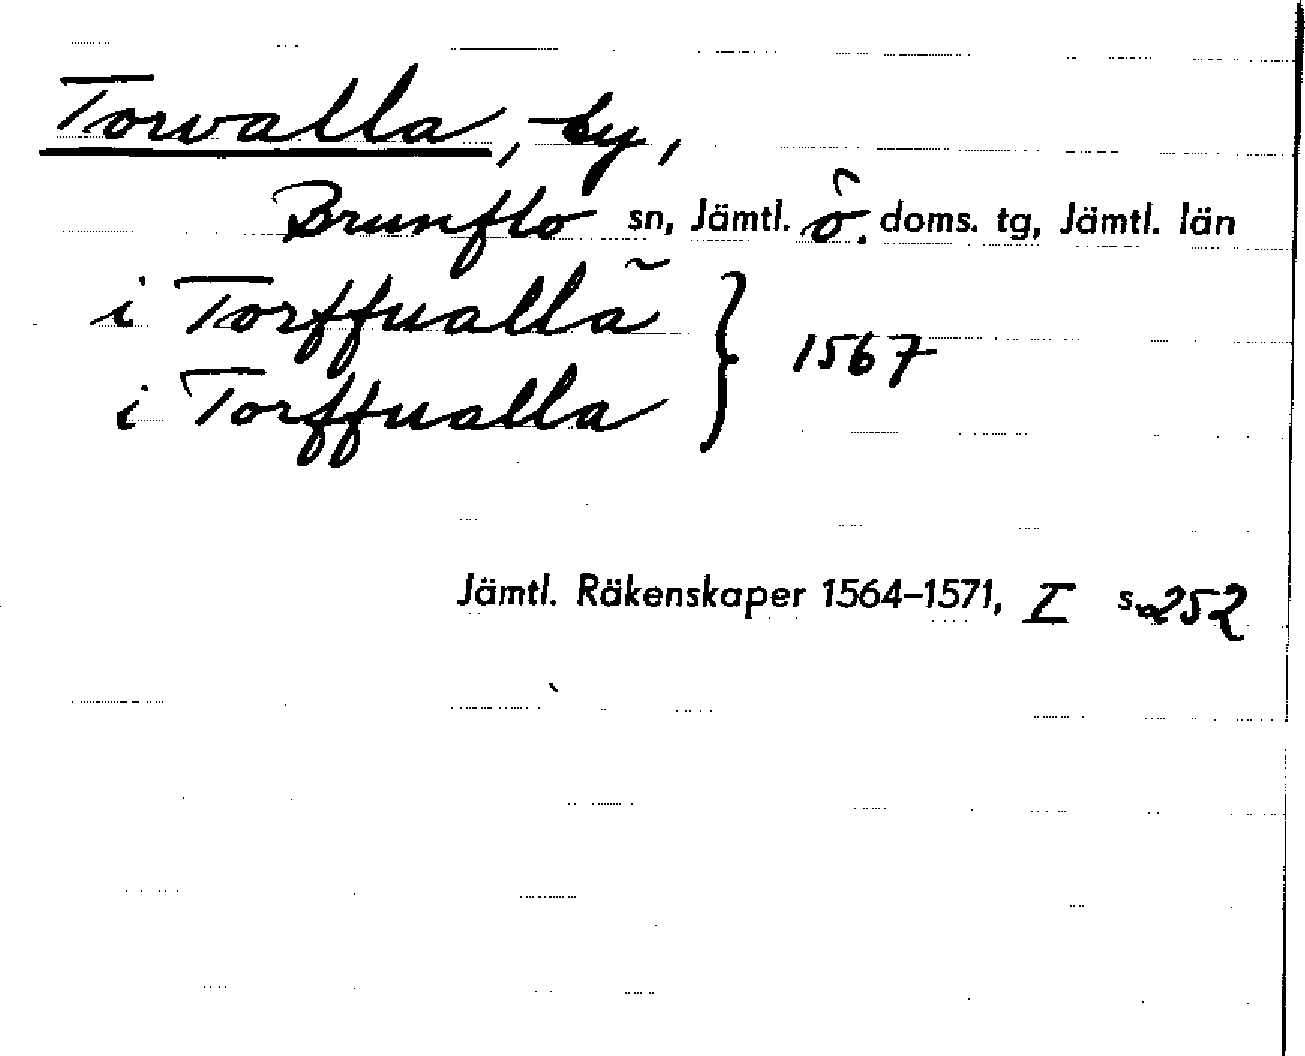 Torvalla, by,
Brunflo sn, Jämtl. ö. doms. tg, Jämtl. län
i Torffuallã } 1567
i Torffualla
Jämtl. Räkenskaper 1564–1571, I s. 252